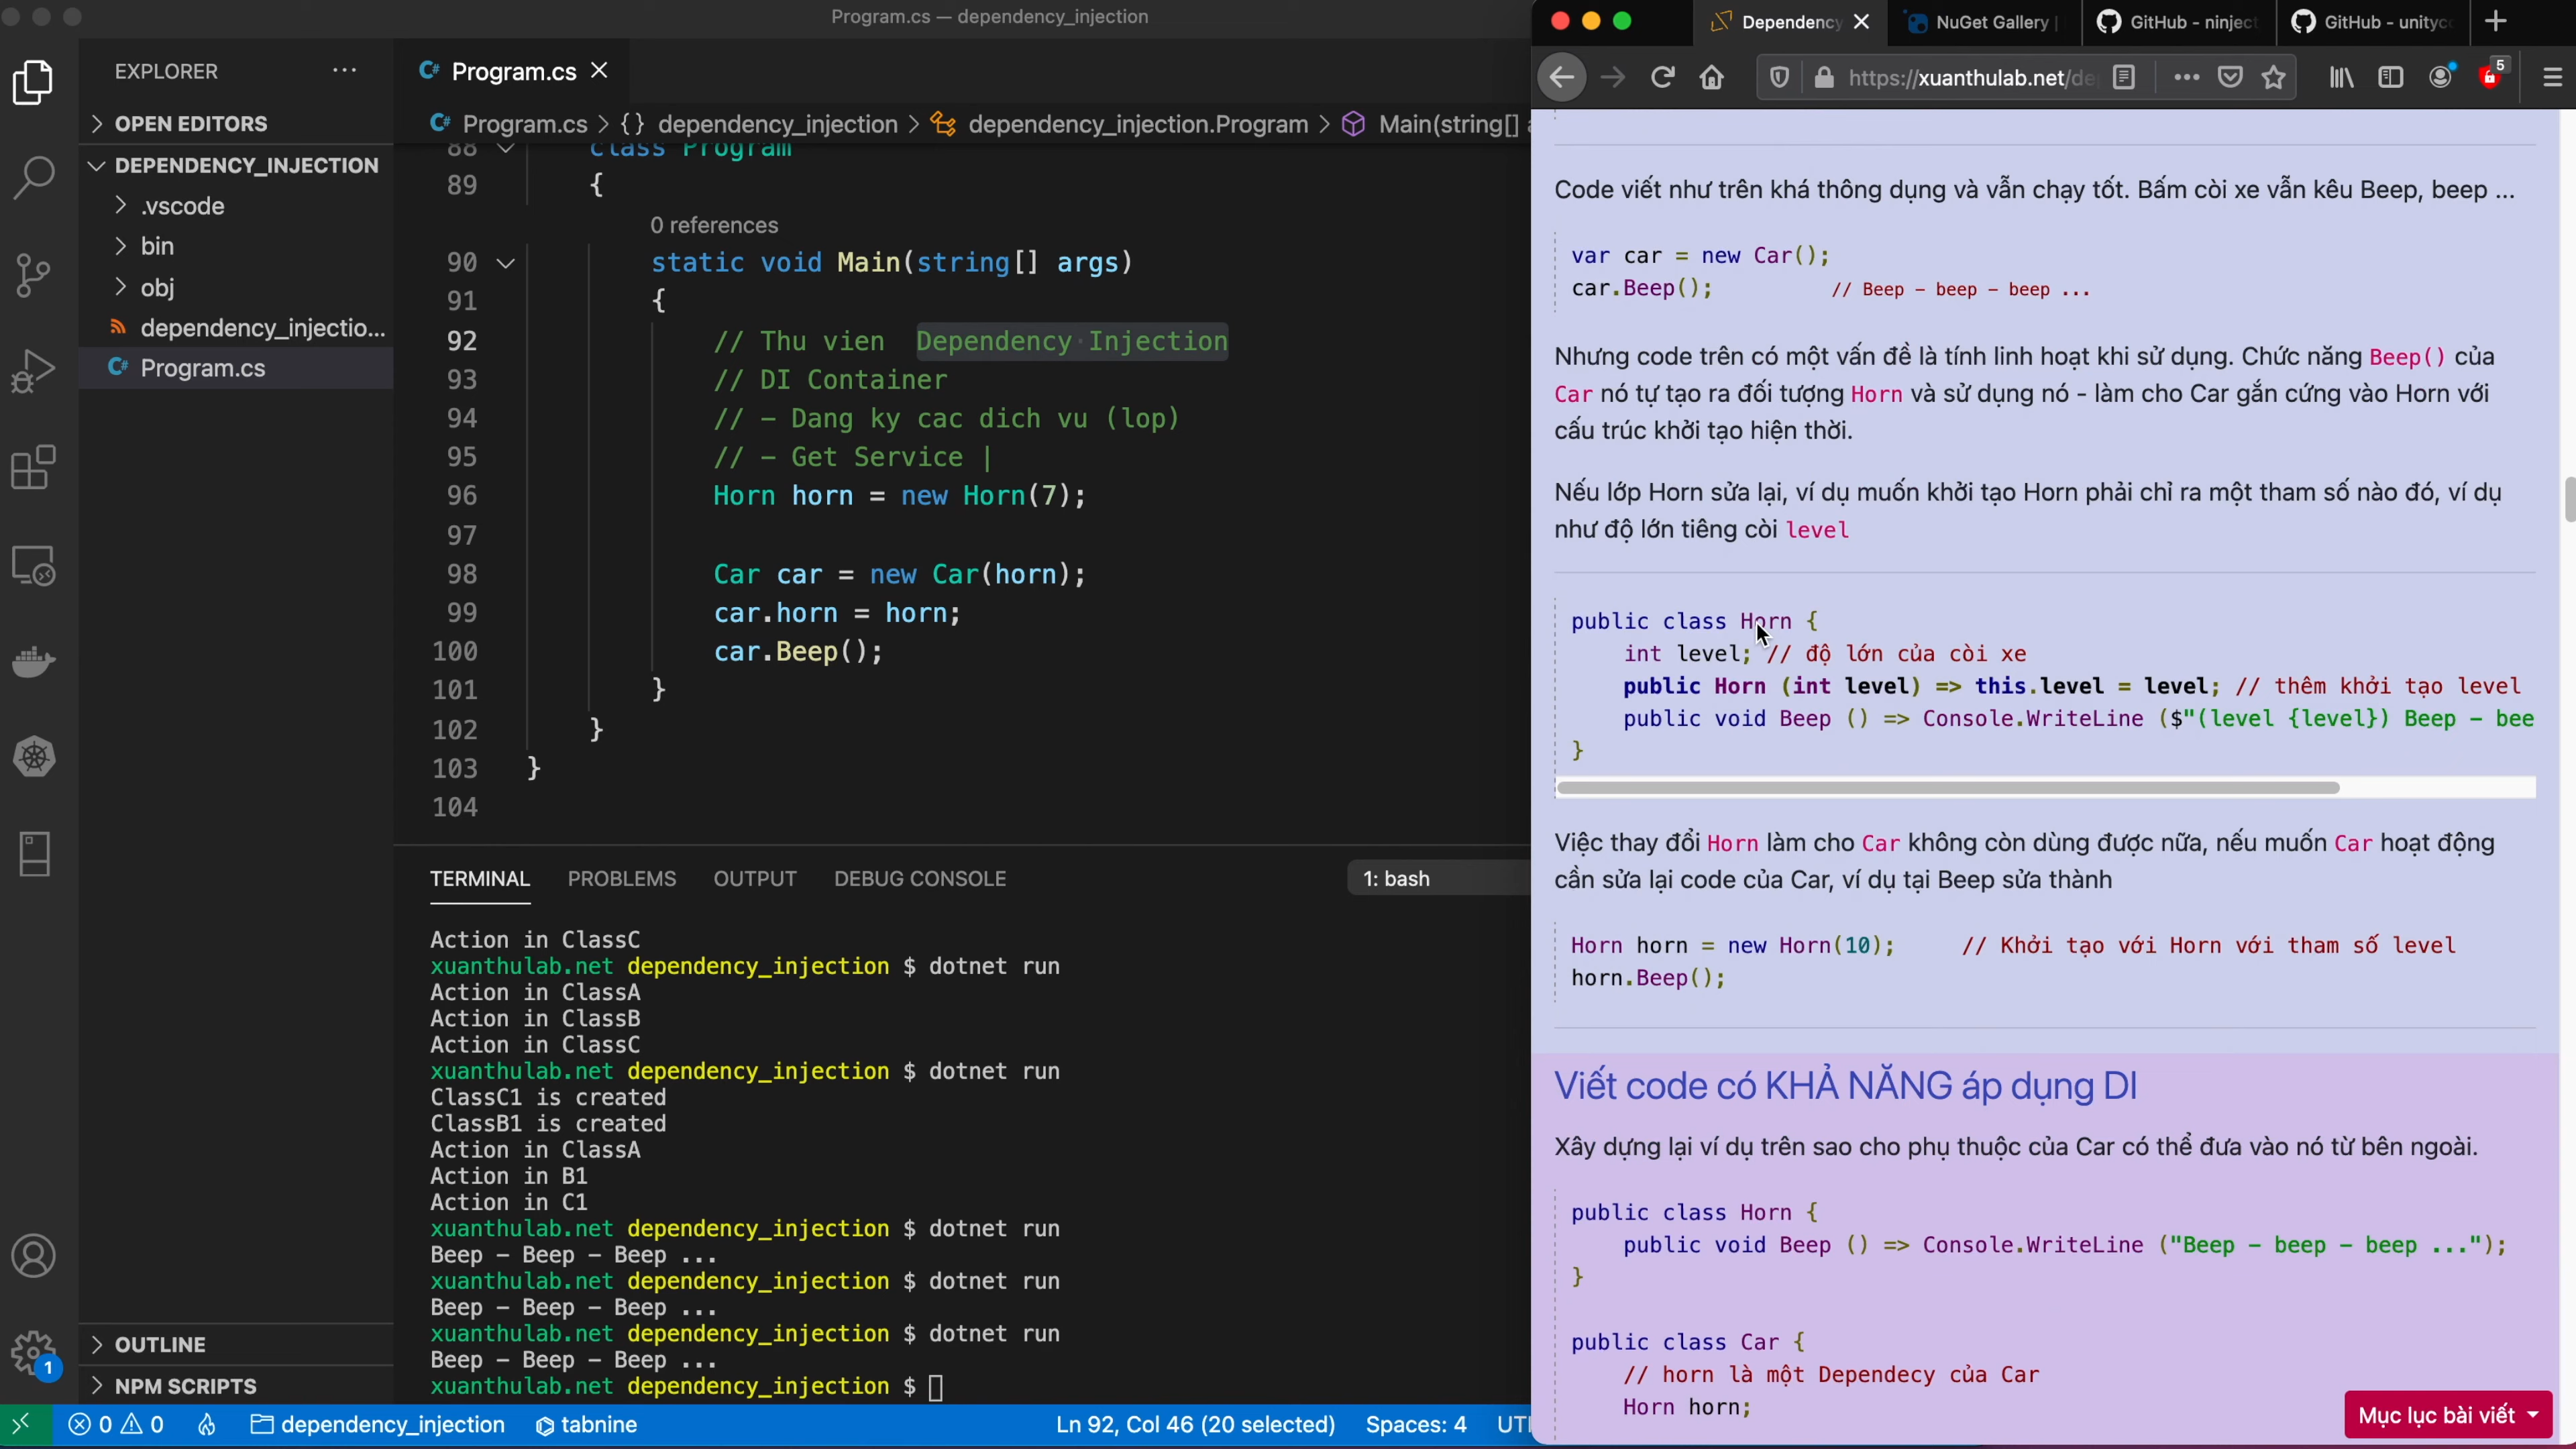 Program.cs — dependency_injection
EXPLORER
OPEN EDITORS
DEPENDENCY_INJECTION
.vscode
bin
obj
dependency_injectio...
Program.cs
OUTLINE
NPM SCRIPTS
Program.cs
Program.cs > {} dependency_injection > dependency_injection.Program > Main(string[]
88 class Program
89 {
0 references
90 static void Main(string[] args)
91 {
92 // Thu vien  Dependency Injection
93 // DI Container
94 // - Dang ky cac dich vu (lop)
95 // - Get Service |
96 Horn horn = new Horn(7);
97
98 Car car = new Car(horn);
99 car.horn = horn;
100 car.Beep();
101 }
102 }
103 }
104
TERMINAL PROBLEMS OUTPUT DEBUG CONSOLE 1: bash
Action in ClassC
xuanthulab.net dependency_injection $ dotnet run
Action in ClassA
Action in ClassB
Action in ClassC
xuanthulab.net dependency_injection $ dotnet run
ClassC1 is created
ClassB1 is created
Action in ClassA
Action in B1
Action in C1
xuanthulab.net dependency_injection $ dotnet run
Beep - Beep - Beep ...
xuanthulab.net dependency_injection $ dotnet run
Beep - Beep - Beep ...
xuanthulab.net dependency_injection $ dotnet run
Beep - Beep - Beep ...
xuanthulab.net dependency_injection $
1
0 0 dependency_injection tabnine Ln 92, Col 46 (20 selected) Spaces: 4
Dependency NuGet Gallery | GitHub - ninject GitHub - unityc
https://xuanthulab.net/de 5
Code viết như trên khá thông dụng và vẫn chạy tốt. Bấm còi xe vẫn kêu Beep, beep ...
var car = new Car();
car.Beep(); // Beep - beep - beep ...
Nhưng code trên có một vấn đề là tính linh hoạt khi sử dụng. Chức năng Beep() của
Car nó tự tạo ra đối tượng Horn và sử dụng nó - làm cho Car gắn cứng vào Horn với
cấu trúc khởi tạo hiện thời.
Nếu lớp Horn sửa lại, ví dụ muốn khởi tạo Horn phải chỉ ra một tham số nào đó, ví dụ
như độ lớn tiếng còi level
public class Horn {
int level; // độ lớn của còi xe
public Horn (int level) => this.level = level; // thêm khởi tạo level
public void Beep () => Console.WriteLine ($"(level {level}) Beep - bee
}
Việc thay đổi Horn làm cho Car không còn dùng được nữa, nếu muốn Car hoạt động
cần sửa lại code của Car, ví dụ tại Beep sửa thành
Horn horn = new Horn(10); // Khởi tạo với Horn với tham số level
horn.Beep();
Viết code có KHẢ NĂNG áp dụng DI
Xây dựng lại ví dụ trên sao cho phụ thuộc của Car có thể đưa vào nó từ bên ngoài.
public class Horn {
public void Beep () => Console.WriteLine ("Beep - beep - beep ...");
}
public class Car {
// horn là một Dependecy của Car
Horn horn;
Mục lục bài viết